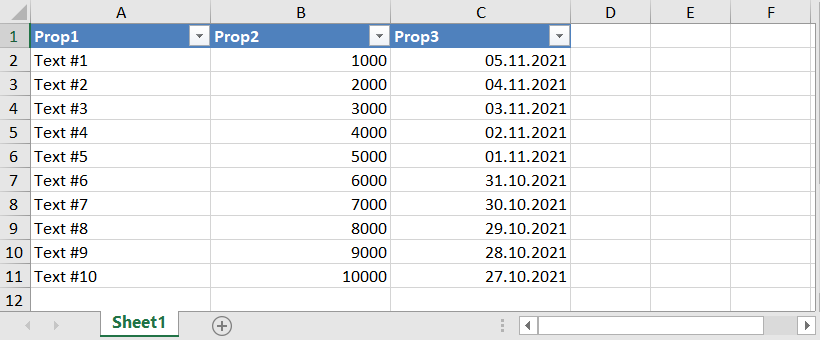 A B C D E F
1 Prop1 Prop2 Prop3
2 Text #1 1000 05.11.2021
3 Text #2 2000 04.11.2021
4 Text #3 3000 03.11.2021
5 Text #4 4000 02.11.2021
6 Text #5 5000 01.11.2021
7 Text #6 6000 31.10.2021
8 Text #7 7000 30.10.2021
9 Text #8 8000 29.10.2021
10 Text #9 9000 28.10.2021
11 Text #10 10000 27.10.2021
12
Sheet1